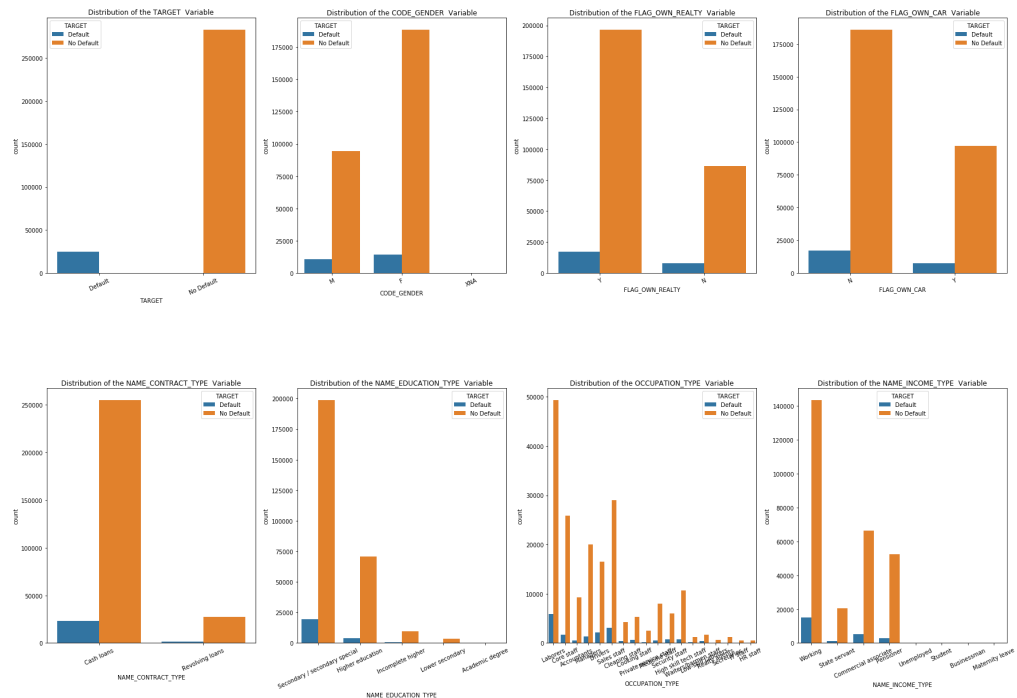 Distribution of the TARGET Variable
TARGET
Default
No Default
250000
200000
150000
100000
50000
0
count
Default
No Default
TARGET
Distribution of the CODE_GENDER Variable
TARGET
Default
No Default
175000
150000
125000
100000
75000
50000
25000
0
count
M
F
XNA
CODE_GENDER
Distribution of the FLAG_OWN_REALTY Variable
TARGET
Default
No Default
200000
175000
150000
125000
100000
75000
50000
25000
0
count
Y
N
FLAG_OWN_REALTY
Distribution of the FLAG_OWN_CAR Variable
TARGET
Default
No Default
175000
150000
125000
100000
75000
50000
25000
0
count
N
Y
FLAG_OWN_CAR
Distribution of the NAME_CONTRACT_TYPE Variable
TARGET
Default
No Default
250000
200000
150000
100000
50000
0
count
Cash loans
Revolving loans
NAME_CONTRACT_TYPE
Distribution of the NAME_EDUCATION_TYPE Variable
TARGET
Default
No Default
200000
175000
150000
125000
100000
75000
50000
25000
0
count
Secondary / secondary special
Higher education
Incomplete higher
Lower secondary
Academic degree
NAME_EDUCATION_TYPE
Distribution of the OCCUPATION_TYPE Variable
TARGET
Default
No Default
50000
40000
30000
20000
10000
0
count
Laborers
Core staff
Accountants
Managers
Drivers
Sales staff
Cleaning staff
Cooking staff
Private service staff
Medicine staff
Security staff
High skill tech staff
HR staff
OCCUPATION_TYPE
Distribution of the NAME_INCOME_TYPE Variable
TARGET
Default
No Default
140000
120000
100000
80000
60000
40000
20000
0
count
Working
State servant
Commercial associate
Pensioner
Unemployed
Student
Businessman
Maternity leave
NAME_INCOME_TYPE